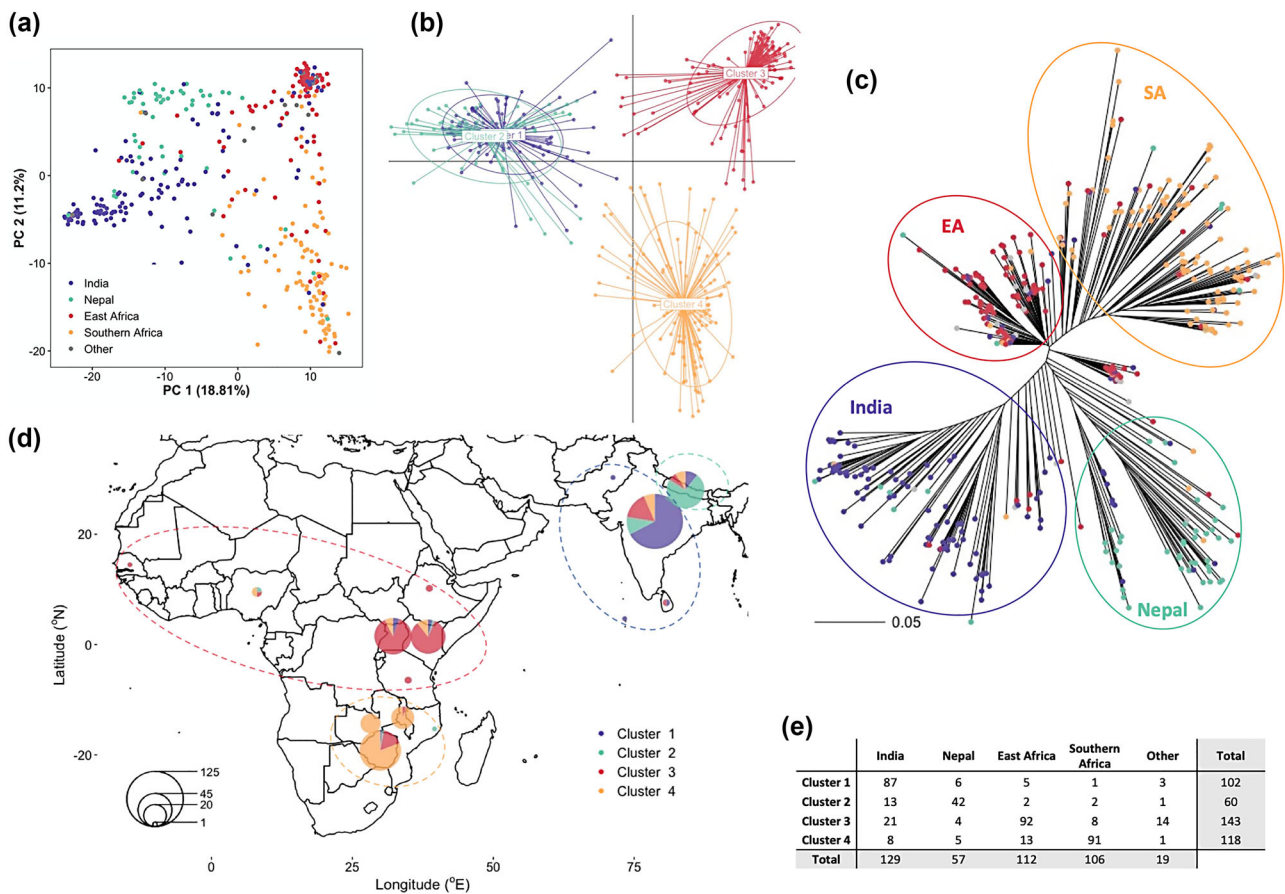 (a)
10
0
-10
-20
PC 2 (11.2%)
India
Nepal
East Africa
Southern Africa
Other
-20
-10
0
10
PC 1 (18.81%)
(b)
Cluster 3
Cluster 2
er 1
Cluster 4
(c)
SA
EA
India
Nepal
0.05
(d)
20
0
-20
Latitude (°N)
125
45
20
1
Cluster 1
Cluster 2
Cluster 3
Cluster 4
0
25
50
75
Longitude (°E)
(e)
India Nepal East Africa Southern Africa Other Total
Cluster 1 87 6 5 1 3 102
Cluster 2 13 42 2 2 1 60
Cluster 3 21 4 92 8 14 143
Cluster 4 8 5 13 91 1 118
Total 129 57 112 106 19